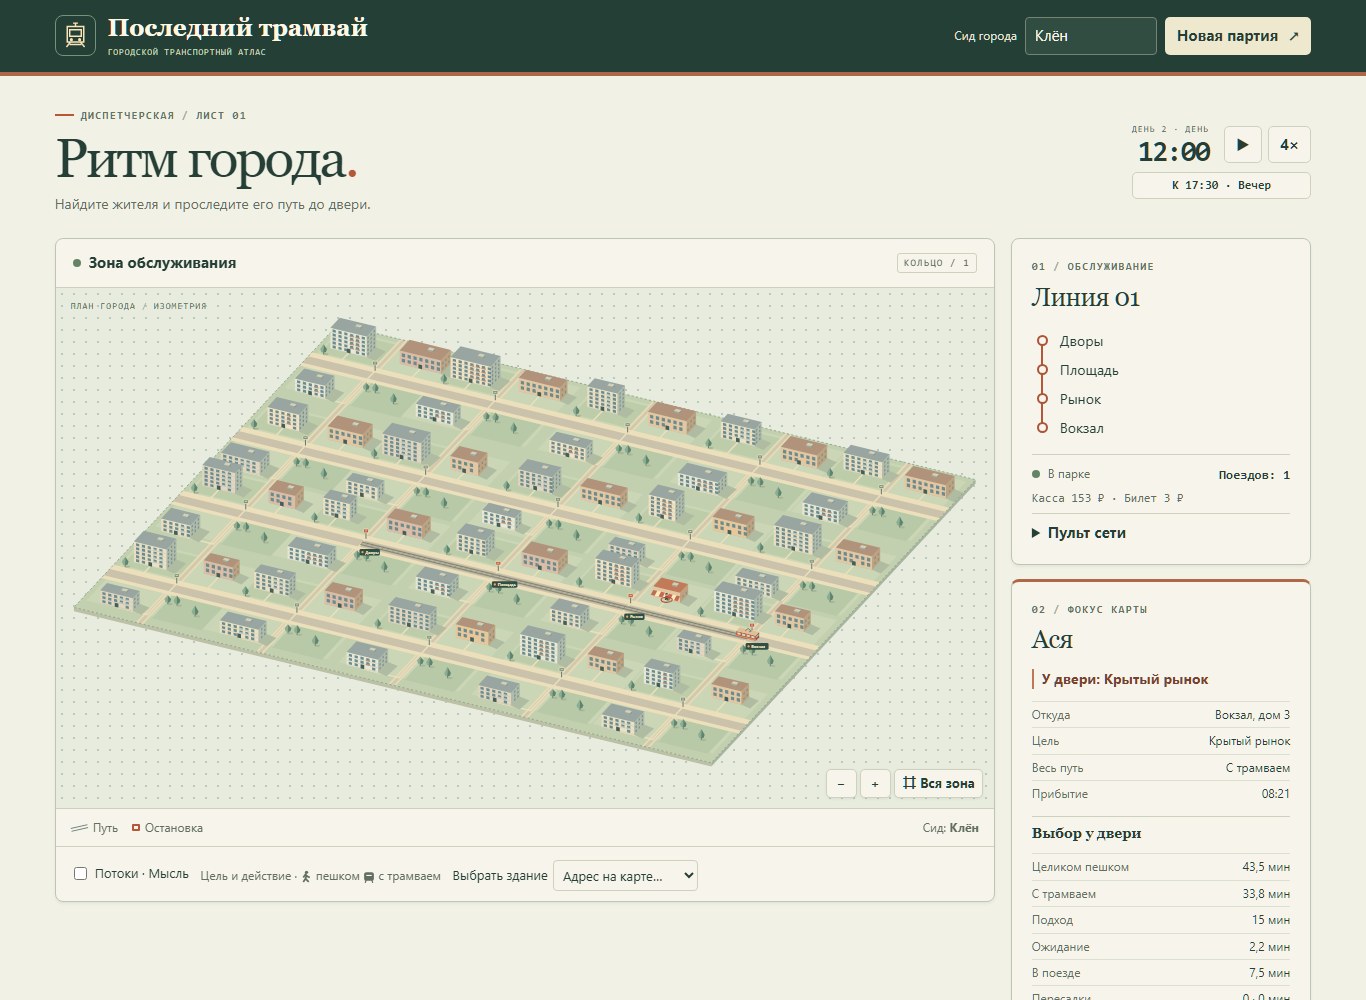 Последний трамвай
ГОРОДСКОЙ ТРАНСПОРТНЫЙ АТЛАС
Сид города
Клён
Новая партия ↗
ДИСПЕТЧЕРСКАЯ / ЛИСТ 01
Ритм города.
Найдите жителя и проследите его путь до двери.
ДЕНЬ 2 · ДЕНЬ
12:00
4×
К 17:30 · Вечер
Зона обслуживания
КОЛЬЦО / 1
ПЛАН ГОРОДА / ИЗОМЕТРИЯ
− + Вся зона
Путь
Остановка
Сид: Клён
Потоки · Мысль
Цель и действие · пешком с трамваем
Выбрать здание
Адрес на карте...
01 / ОБСЛУЖИВАНИЕ
Линия 01
Дворы
Площадь
Рынок
Вокзал
В парке
Поездов: 1
Касса 153 ₽ · Билет 3 ₽
Пульт сети
02 / ФОКУС КАРТЫ
Ася
У двери: Крытый рынок
Откуда Вокзал, дом 3
Цель Крытый рынок
Весь путь С трамваем
Прибытие 08:21
Выбор у двери
Целиком пешком 43,5 мин
С трамваем 33,8 мин
Подход 15 мин
Ожидание 2,2 мин
В поезде 7,5 мин
Пересадки 0 · 0 мин